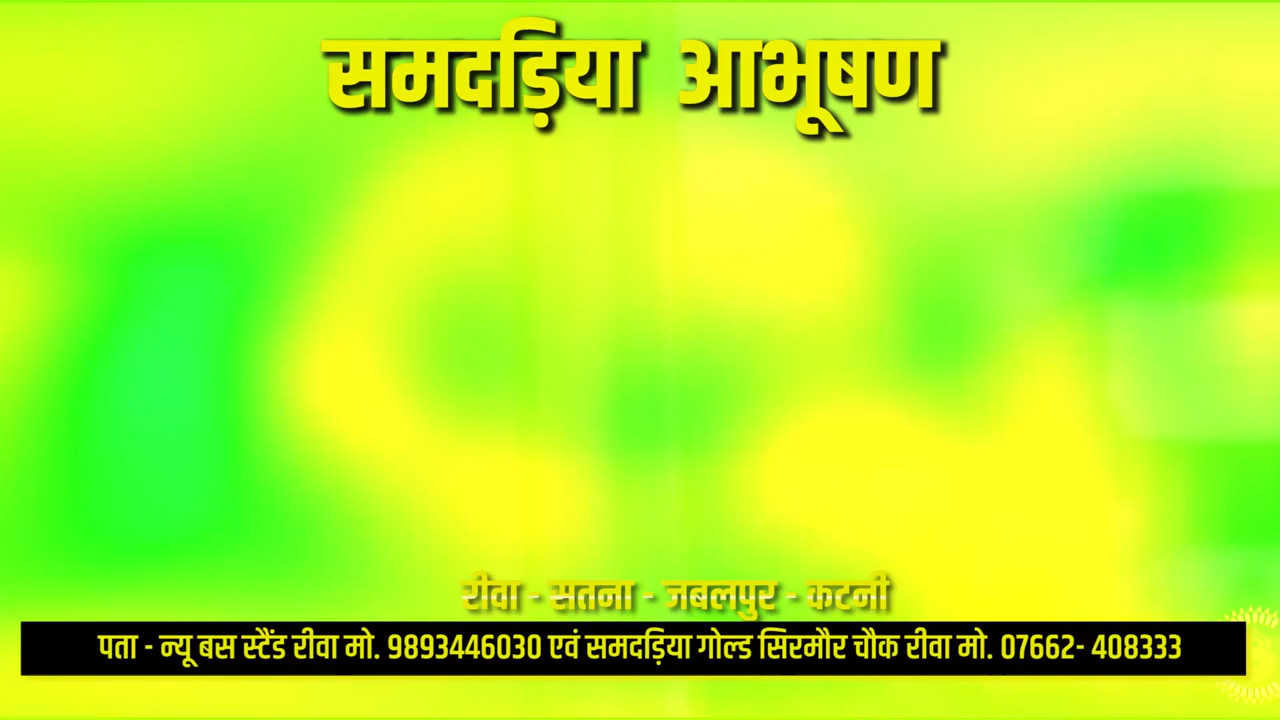 समदड़िया आभूषण
रीवा - सतना - जबलपुर - कटनी
पता - न्यू बस स्टैंड रीवा मो. 9893446030 एवं समदड़िया गोल्ड सिरमौर चौक रीवा मो. 07662- 408333